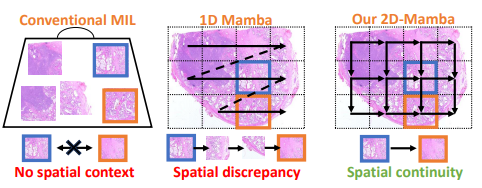 Conventional MIL
1D Mamba
Our 2D-Mamba
No spatial context
Spatial discrepancy
Spatial continuity